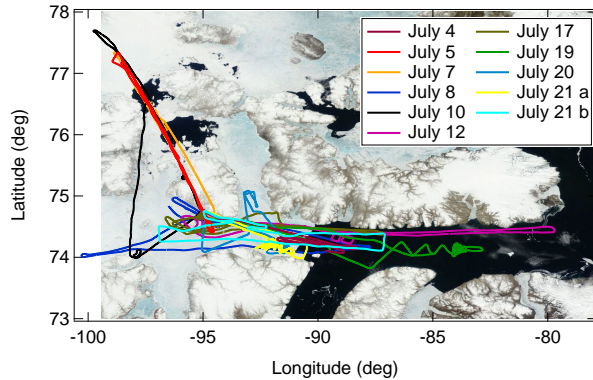 78
77
76
75
74
73
Latitude (deg)
-100
-95
-90
-85
-80
Longitude (deg)
July 4
July 5
July 7
July 8
July 10
July 12
July 17
July 19
July 20
July 21 a
July 21 b